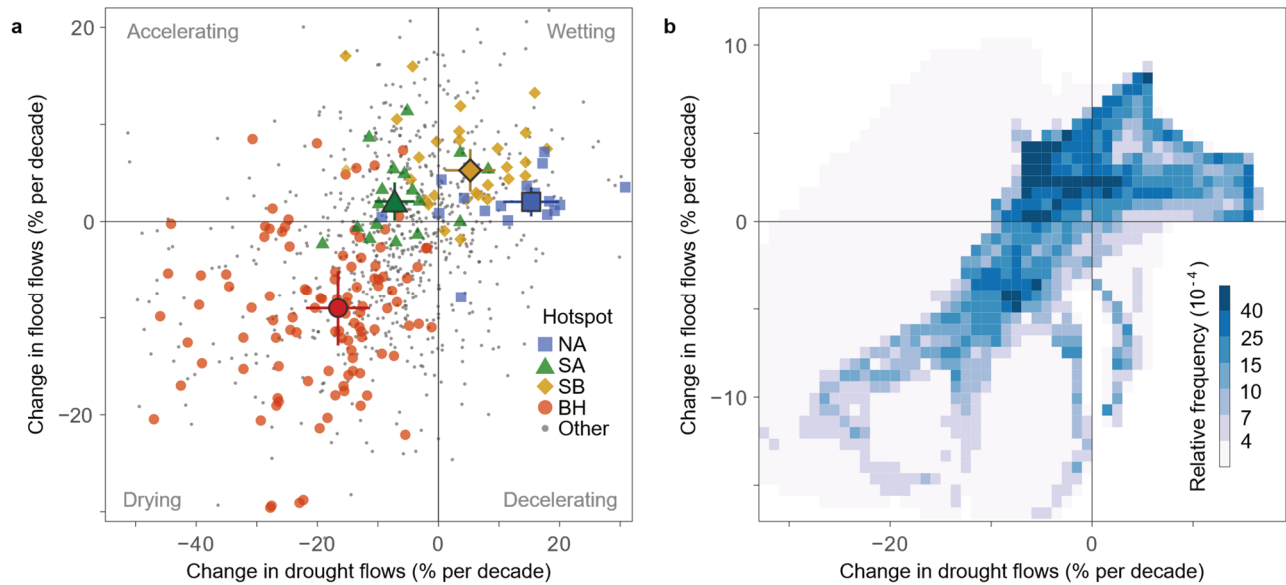 a
Accelerating
Wetting
Drying
Decelerating
20
0
−20
−40
−20
0
20
Change in flood flows (% per decade)
Change in drought flows (% per decade)
Hotspot
NA
SA
SB
BH
Other
b
10
0
−10
−20
0
Change in flood flows (% per decade)
Change in drought flows (% per decade)
Relative frequency (10⁻⁴)
40
25
15
10
7
4